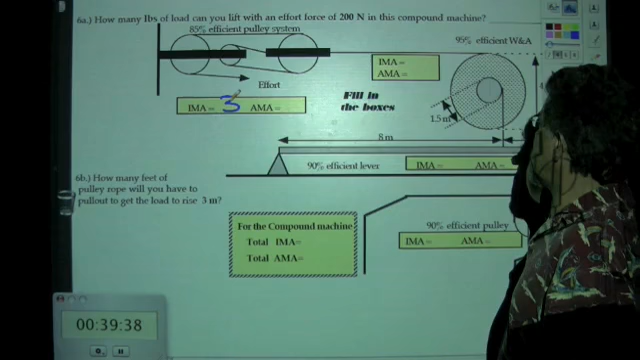 6a.) How many lbs of load can you lift with an effort force of 200 N in this compound machine?
85% efficient pulley system
95% efficient W&A
IMA=
AMA=
Effort
IMA= 3 AMA=
Fill in
the boxes
1.5 m
8 m
90% efficient lever
IMA= AMA=
6b.) How many feet of
pulley rope will you have to
pullout to get the load to rise 3 m?
For the Compound machine
Total IMA=
Total AMA=
90% efficient pulley
IMA= AMA=
00:39:38